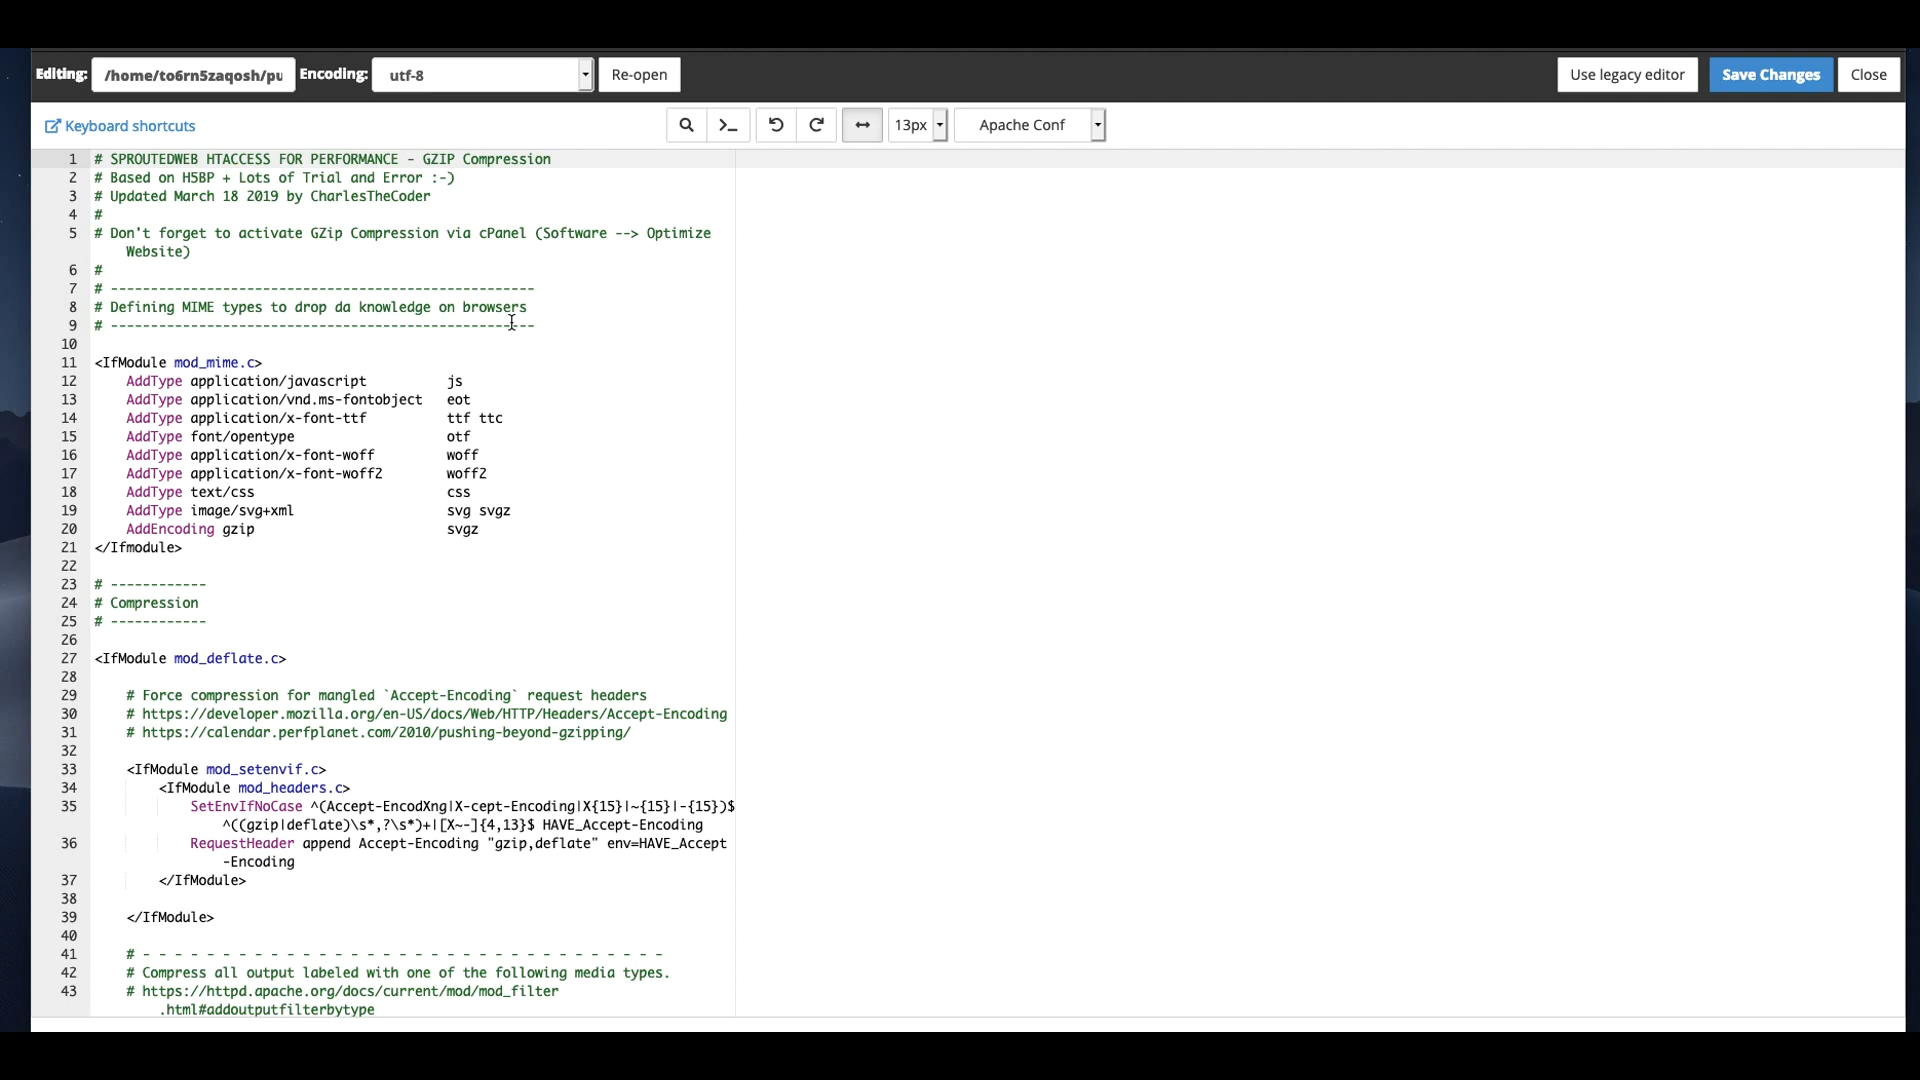 Editing: /home/to6rn5zaqosh/pu Encoding: utf-8 Re-open Use legacy editor Save Changes Close
Keyboard shortcuts >_ 13px Apache Conf
1 # SPROUTEDWEB HTACCESS FOR PERFORMANCE - GZIP Compression
2 # Based on H5BP + Lots of Trial and Error :-)
3 # Updated March 18 2019 by CharlesTheCoder
4 #
5 # Don't forget to activate GZip Compression via cPanel (Software --> Optimize
Website)
6 #
7 # -----------------------------------------------------
8 # Defining MIME types to drop da knowledge on browsers
9 # -----------------------------------------------------
10
11 <IfModule mod_mime.c>
12 AddType application/javascript js
13 AddType application/vnd.ms-fontobject eot
14 AddType application/x-font-ttf ttf ttc
15 AddType font/opentype otf
16 AddType application/x-font-woff woff
17 AddType application/x-font-woff2 woff2
18 AddType text/css css
19 AddType image/svg+xml svg svgz
20 AddEncoding gzip svgz
21 </Ifmodule>
22
23 # ------------
24 # Compression
25 # ------------
26
27 <IfModule mod_deflate.c>
28
29 # Force compression for mangled `Accept-Encoding` request headers
30 # https://developer.mozilla.org/en-US/docs/Web/HTTP/Headers/Accept-Encoding
31 # https://calendar.perfplanet.com/2010/pushing-beyond-gzipping/
32
33 <IfModule mod_setenvif.c>
34 <IfModule mod_headers.c>
35 SetEnvIfNoCase ^(Accept-EncodXng|X-cept-Encoding|X{15}|~{15}|-{15})$
^((gzip|deflate)\s*,?\s*)+|[X~-]{4,13}$ HAVE_Accept-Encoding
36 RequestHeader append Accept-Encoding "gzip,deflate" env=HAVE_Accept
-Encoding
37 </IfModule>
38
39 </IfModule>
40
41 # - - - - - - - - - - - - - - - - - - - - - - - - - - - - - - - - -
42 # Compress all output labeled with one of the following media types.
43 # https://httpd.apache.org/docs/current/mod/mod_filter
.html#addoutputfilterbytype